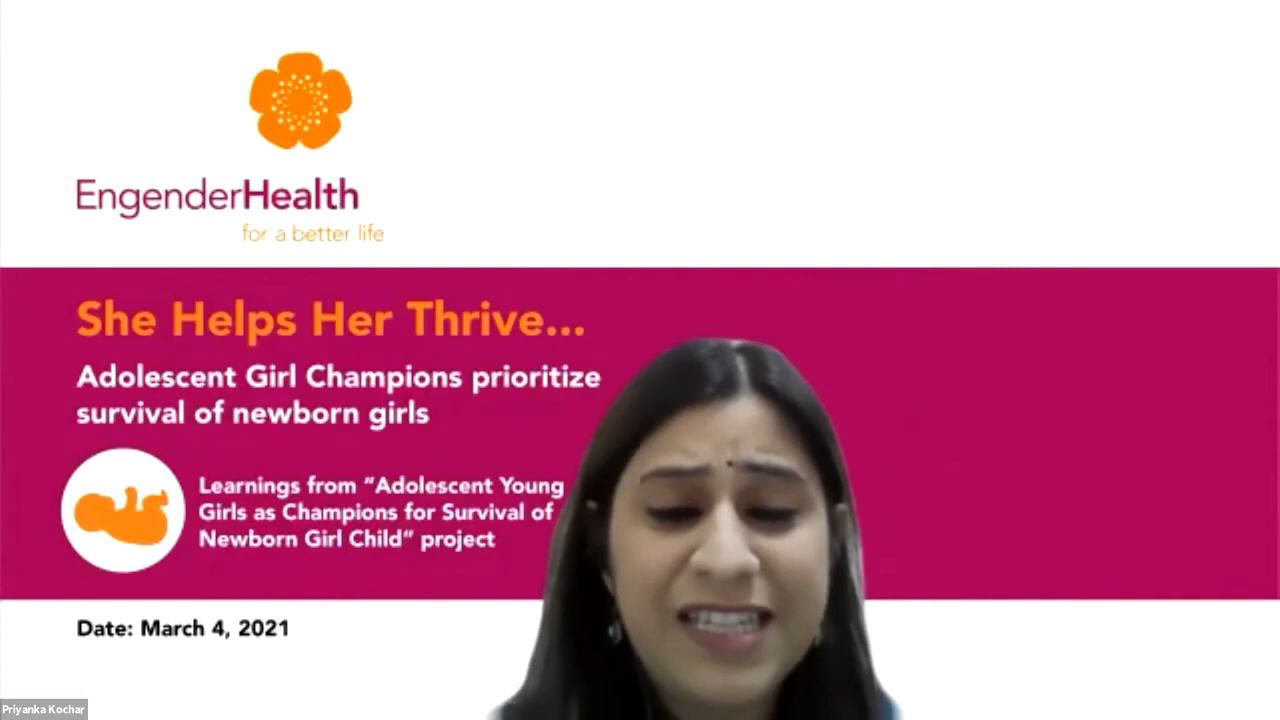 EngenderHealth
for a better life
She Helps Her Thrive...
Adolescent Girl Champions prioritize
survival of newborn girls
Learnings from “Adolescent Young
Girls as Champions for Survival of
Newborn Girl Child” project
Date: March 4, 2021
Priyanka Kochar